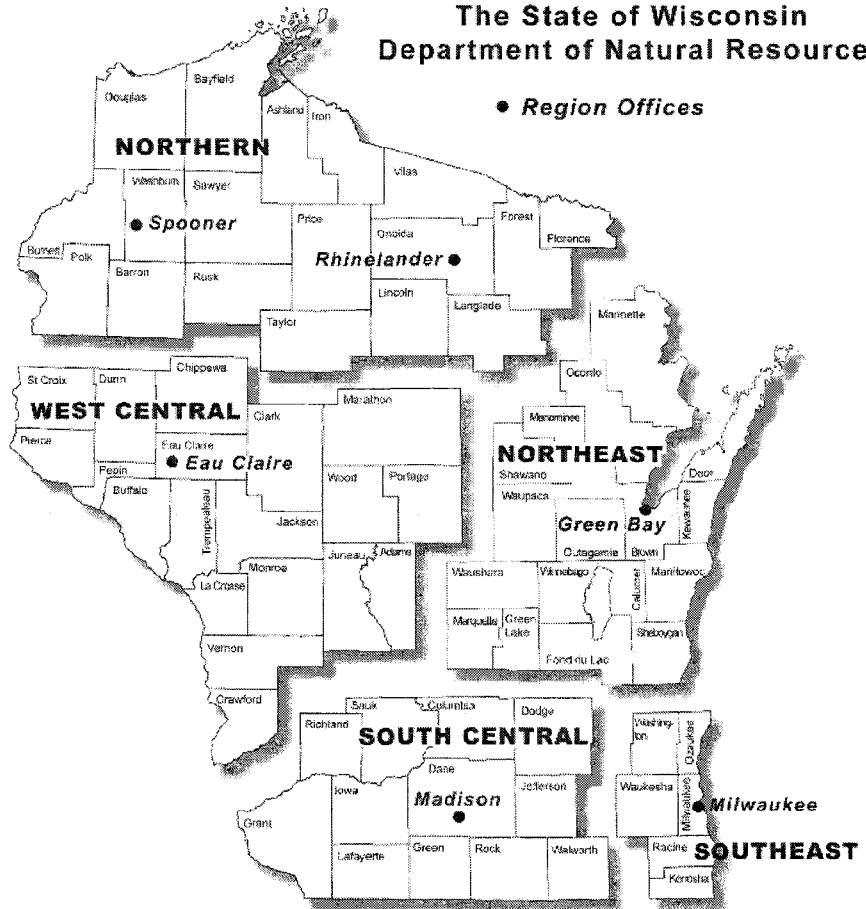 The State of Wisconsin
Department of Natural Resource
Region Offices
Douglas
Bayfield
Ashland
Iron
NORTHERN
Vilas
Washburn
Sawyer
Spooner
Price
Forest
Florence
Oneida
Rhinelander
Burnett
Polk
Barron
Rusk
Lincoln
Langlade
Taylor
Marinette
St Croix
Dunn
Chippewa
Oconto
WEST CENTRAL
Clark
Marathon
Menominee
Pierce
Eau Claire
Eau Claire
NORTHEAST
Pepin
Buffalo
Wood
Portage
Shawano
Waupaca
Door
Trempealeau
Jackson
Green Bay
Kewaunee
Outagamie
Brown
Juneau
Adams
Monroe
La Crosse
Waushara
Winnebago
Calumet
Manitowoc
Marquette
Green
Lake
Sheboygan
Vernon
Fond du Lac
Crawford
Richland
Sauk
Columbia
Dodge
SOUTH CENTRAL
Washing-
ton
Ozaukee
Dane
Iowa
Madison
Jefferson
Waukesha
Milwaukee
Milwaukee
Grant
Lafayette
Green
Rock
Walworth
Racine
SOUTHEAST
Kenosha